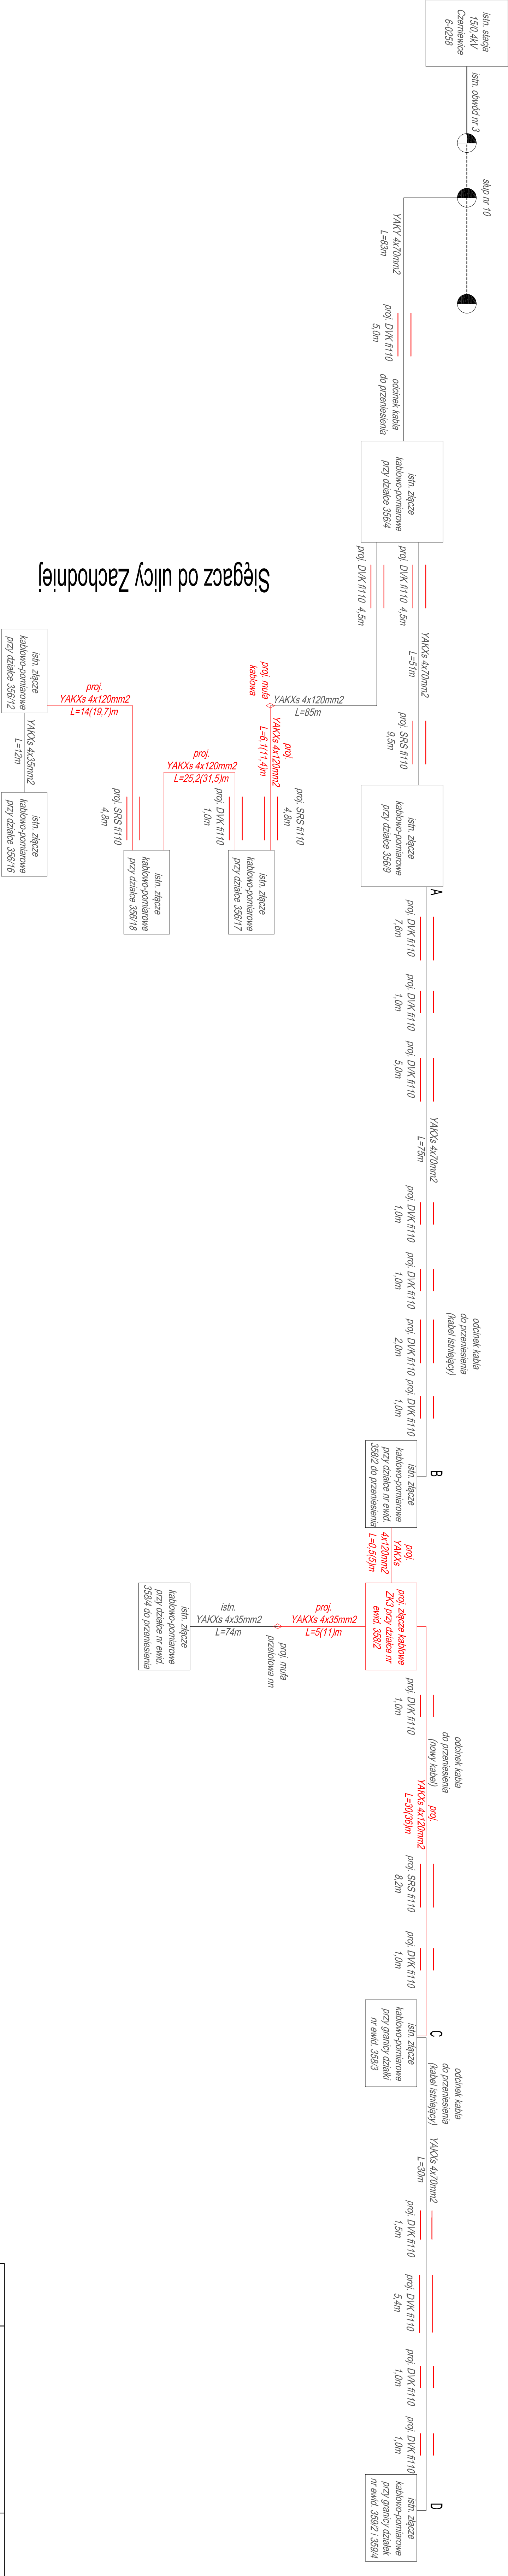 istn. stacja
15/0,4kV
Czerniewice
6-0258
istn. obwód nr 3
słup nr 10
YAKY 4x70mm2
L=83m
proj. DVK fi110
5,0m
odcinek kabla
do przeniesienia
istn. złącze
kablowo-pomiarowe
przy działce 356/4
proj. DVK fi110 4,5m
proj. DVK fi110 4,5m
YAKXs 4x70mm2
L=51m
proj. SRS fi110
9,5m
istn. złącze
kablowo-pomiarowe
przy działce 356/9
Sięgacz od ulicy Zachodniej
YAKXs 4x120mm2
L=85m
proj. mufa
kablowa
proj.
YAKXs 4x120mm2
L=6,1(11,4)m
proj. SRS fi110
4,8m
istn. złącze
kablowo-pomiarowe
przy działce 356/17
proj. DVK fi110
1,0m
proj.
YAKXs 4x120mm2
L=25,2(31,5)m
istn. złącze
kablowo-pomiarowe
przy działce 356/18
proj. SRS fi110
4,8m
proj.
YAKXs 4x120mm2
L=14(19,7)m
istn. złącze
kablowo-pomiarowe
przy działce 356/12
YAKXs 4x35mm2
L=12m
istn. złącze
kablowo-pomiarowe
przy działce 356/16
A
proj. DVK fi110
7,6m
proj. DVK fi110
1,0m
proj. DVK fi110
5,0m
YAKXs 4x70mm2
L=75m
proj. DVK fi110
1,0m
proj. DVK fi110
1,0m
odcinek kabla
do przeniesienia
(kabel istniejący)
proj. DVK fi110
2,0m
proj. DVK fi110
1,0m
B
istn. złącze
kablowo-pomiarowe
przy działce nr ewid.
358/2 do przeniesienia
proj.
YAKXs
4x120mm2
L=0,5(5)m
proj. złącze kablowe
ZK3 przy działce nr
ewid. 358/2
proj.
YAKXs 4x35mm2
L=5(11)m
proj. mufa
przelotowa nn
istn.
YAKXs 4x35mm2
L=74m
istn. złącze
kablowo-pomiarowe
przy działce nr ewid.
358/4 do przeniesienia
proj. DVK fi110
1,0m
odcinek kabla
do przeniesienia
(nowy kabel)
proj.
YAKXs 4x120mm2
L=30(36)m
proj. SRS fi110
8,2m
proj. DVK fi110
1,0m
C
istn. złącze
kablowo-pomiarowe
przy granicy działki
nr ewid. 358/3
odcinek kabla
do przeniesienia
(kabel istniejący)
YAKXs 4x70mm2
L=30m
proj. DVK fi110
1,5m
proj. DVK fi110
5,4m
proj. DVK fi110
1,0m
proj. DVK fi110
1,0m
D
istn. złącze
kablowo-pomiarowe
przy granicy działek
nr ewid. 359/2 i 359/4